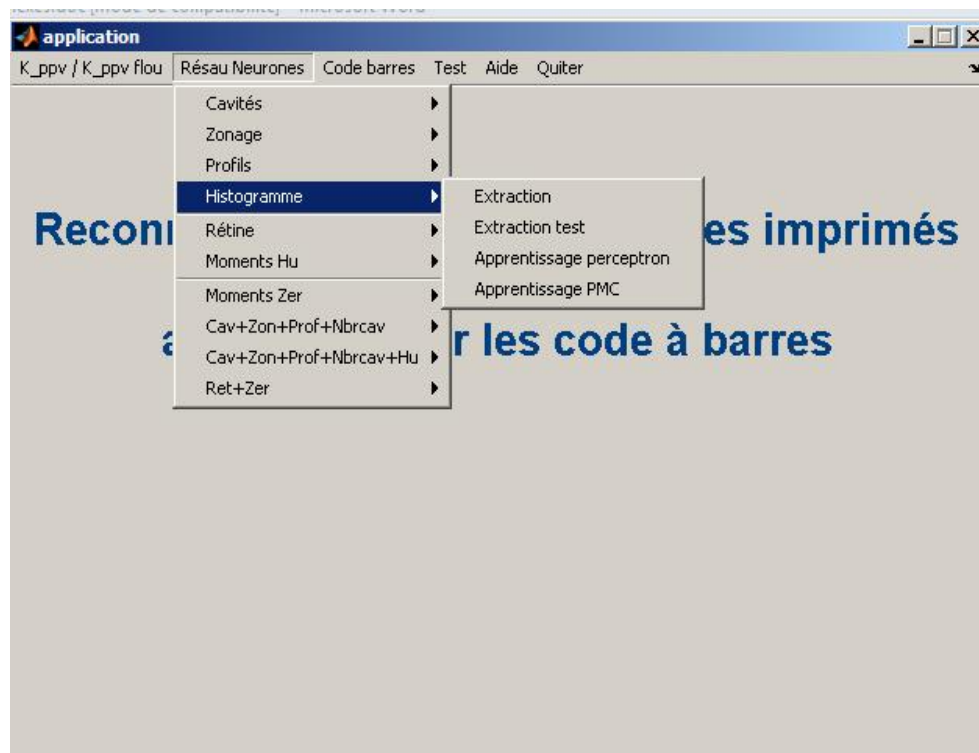 application
K_ppv / K_ppv flou Résau Neurones Code barres Test Aide Quiter
Cavités
Zonage
Profils
Histogramme
Rétine
Moments Hu
Moments Zer
Cav+Zon+Prof+Nbrcav
Cav+Zon+Prof+Nbrcav+Hu
Ret+Zer
Extraction
Extraction test
Apprentissage perceptron
Apprentissage PMC
imprimés
les code à barres